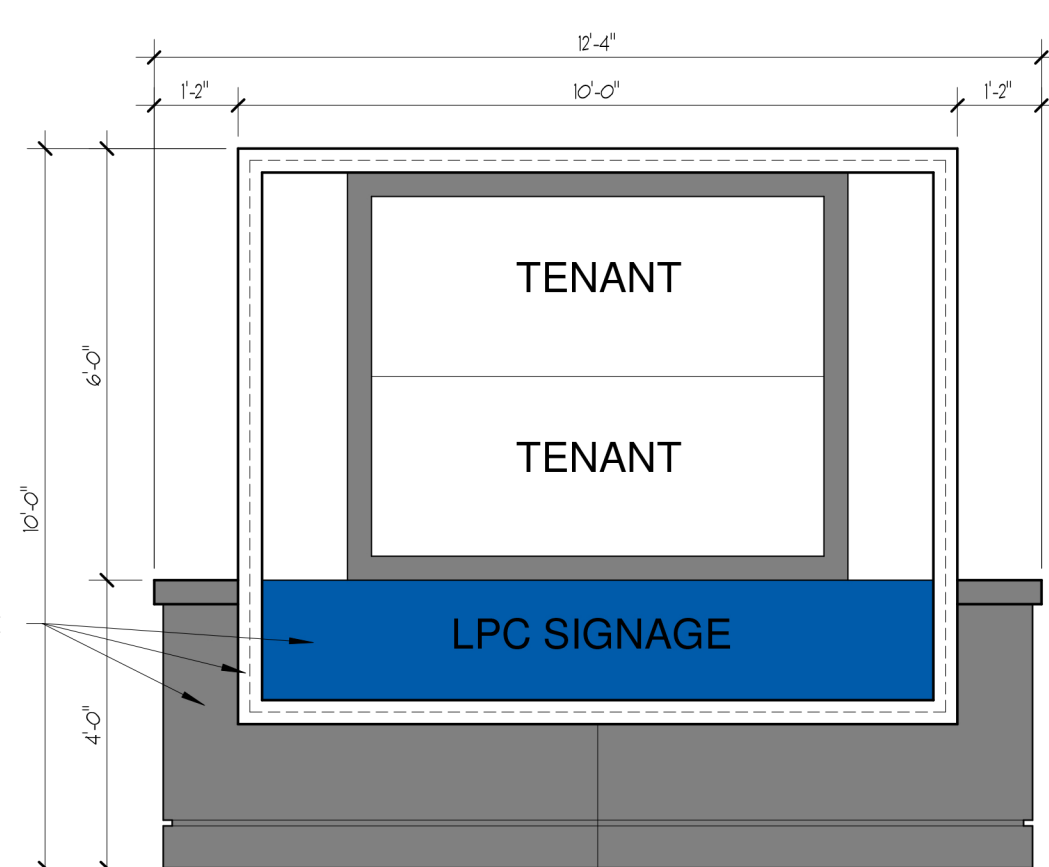 12'-4"
1'-2"
10'-0"
1'-2"
TENANT
6'-0"
TENANT
10'-0"
LPC SIGNAGE
4'-0"